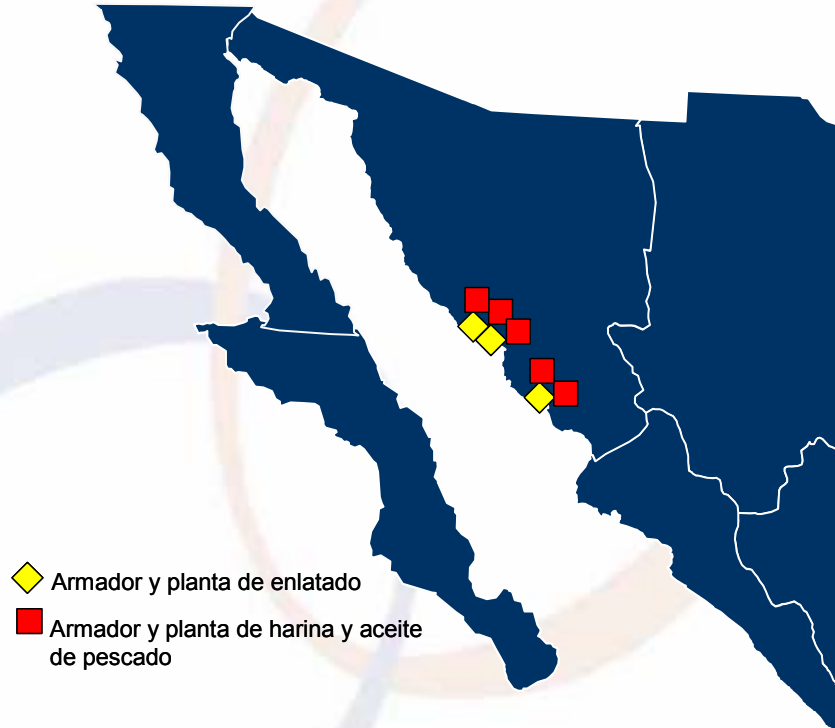 Armador y planta de enlatado
Armador y planta de harina y aceite
de pescado